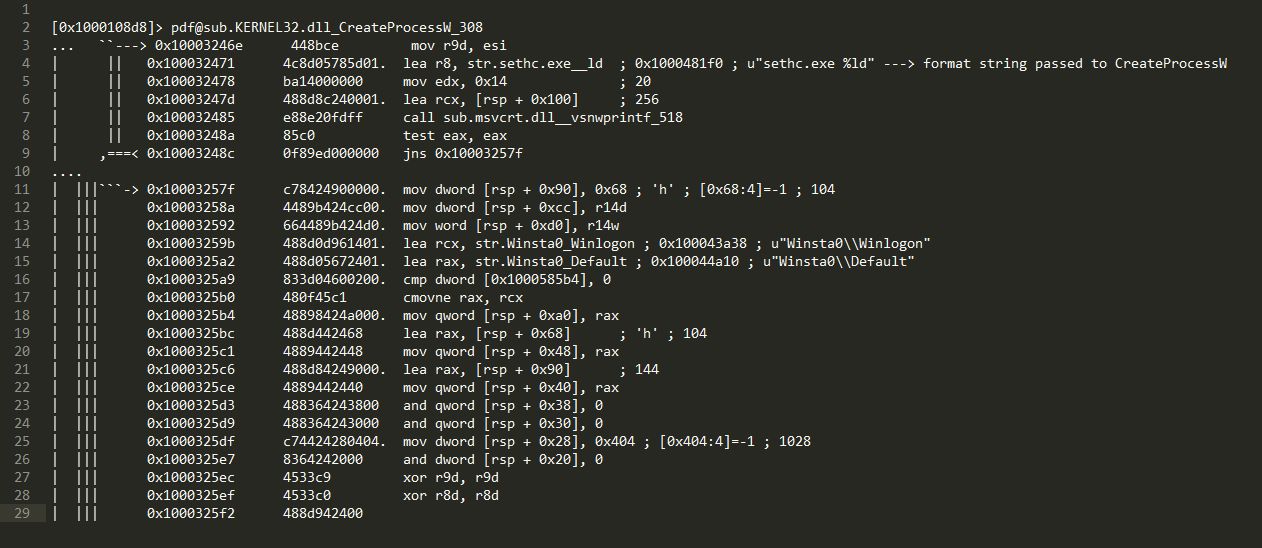 1
2 [0x1000108d8]> pdf@sub.KERNEL32.dll_CreateProcessW_308
3 ... ``---> 0x10003246e 448bce mov r9d, esi
4 | || 0x100032471 4c8d05785d01. lea r8, str.sethc.exe__ld ; 0x1000481f0 ; u"sethc.exe %ld" ---> format string passed to CreateProcessW
5 | || 0x100032478 ba14000000 mov edx, 0x14 ; 20
6 | || 0x10003247d 488d8c240001. lea rcx, [rsp + 0x100] ; 256
7 | || 0x100032485 e88e20fdff call sub.msvcrt.dll__vsnwprintf_518
8 | || 0x10003248a 85c0 test eax, eax
9 | ,===< 0x10003248c 0f89ed000000 jns 0x10003257f
10 ....
11 | |||```-> 0x10003257f c78424900000. mov dword [rsp + 0x90], 0x68 ; 'h' ; [0x68:4]=-1 ; 104
12 | ||| 0x10003258a 4489b424cc00. mov dword [rsp + 0xcc], r14d
13 | ||| 0x100032592 664489b424d0. mov word [rsp + 0xd0], r14w
14 | ||| 0x10003259b 488d0d961401. lea rcx, str.Winsta0_Winlogon ; 0x100043a38 ; u"Winsta0\\Winlogon"
15 | ||| 0x1000325a2 488d05672401. lea rax, str.Winsta0_Default ; 0x100044a10 ; u"Winsta0\\Default"
16 | ||| 0x1000325a9 833d04600200. cmp dword [0x1000585b4], 0
17 | ||| 0x1000325b0 480f45c1 cmovne rax, rcx
18 | ||| 0x1000325b4 48898424a000. mov qword [rsp + 0xa0], rax
19 | ||| 0x1000325bc 488d442468 lea rax, [rsp + 0x68] ; 'h' ; 104
20 | ||| 0x1000325c1 4889442448 mov qword [rsp + 0x48], rax
21 | ||| 0x1000325c6 488d84249000. lea rax, [rsp + 0x90] ; 144
22 | ||| 0x1000325ce 4889442440 mov qword [rsp + 0x40], rax
23 | ||| 0x1000325d3 488364243800 and qword [rsp + 0x38], 0
24 | ||| 0x1000325d9 488364243000 and qword [rsp + 0x30], 0
25 | ||| 0x1000325df c74424280404. mov dword [rsp + 0x28], 0x404 ; [0x404:4]=-1 ; 1028
26 | ||| 0x1000325e7 8364242000 and dword [rsp + 0x20], 0
27 | ||| 0x1000325ec 4533c9 xor r9d, r9d
28 | ||| 0x1000325ef 4533c0 xor r8d, r8d
29 | ||| 0x1000325f2 488d942400